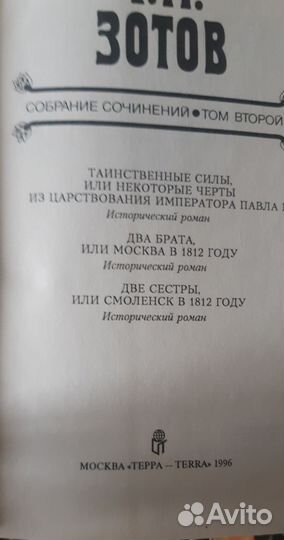 ЗОТОВ
СОБРАНИЕ СОЧИНЕНИЙ • ТОМ ВТОРОЙ
ТАИНСТВЕННЫЕ СИЛЫ,
ИЛИ НЕКОТОРЫЕ ЧЕРТЫ
ИЗ ЦАРСТВОВАНИЯ ИМПЕРАТОРА ПАВЛА
Исторический роман
ДВА БРАТА,
ИЛИ МОСКВА В 1812 ГОДУ
Исторический роман
ДВЕ СЕСТРЫ,
ИЛИ СМОЛЕНСК В 1812 ГОДУ
Исторический роман
МОСКВА «ТЕРРА — TERRA» 1996
Avito